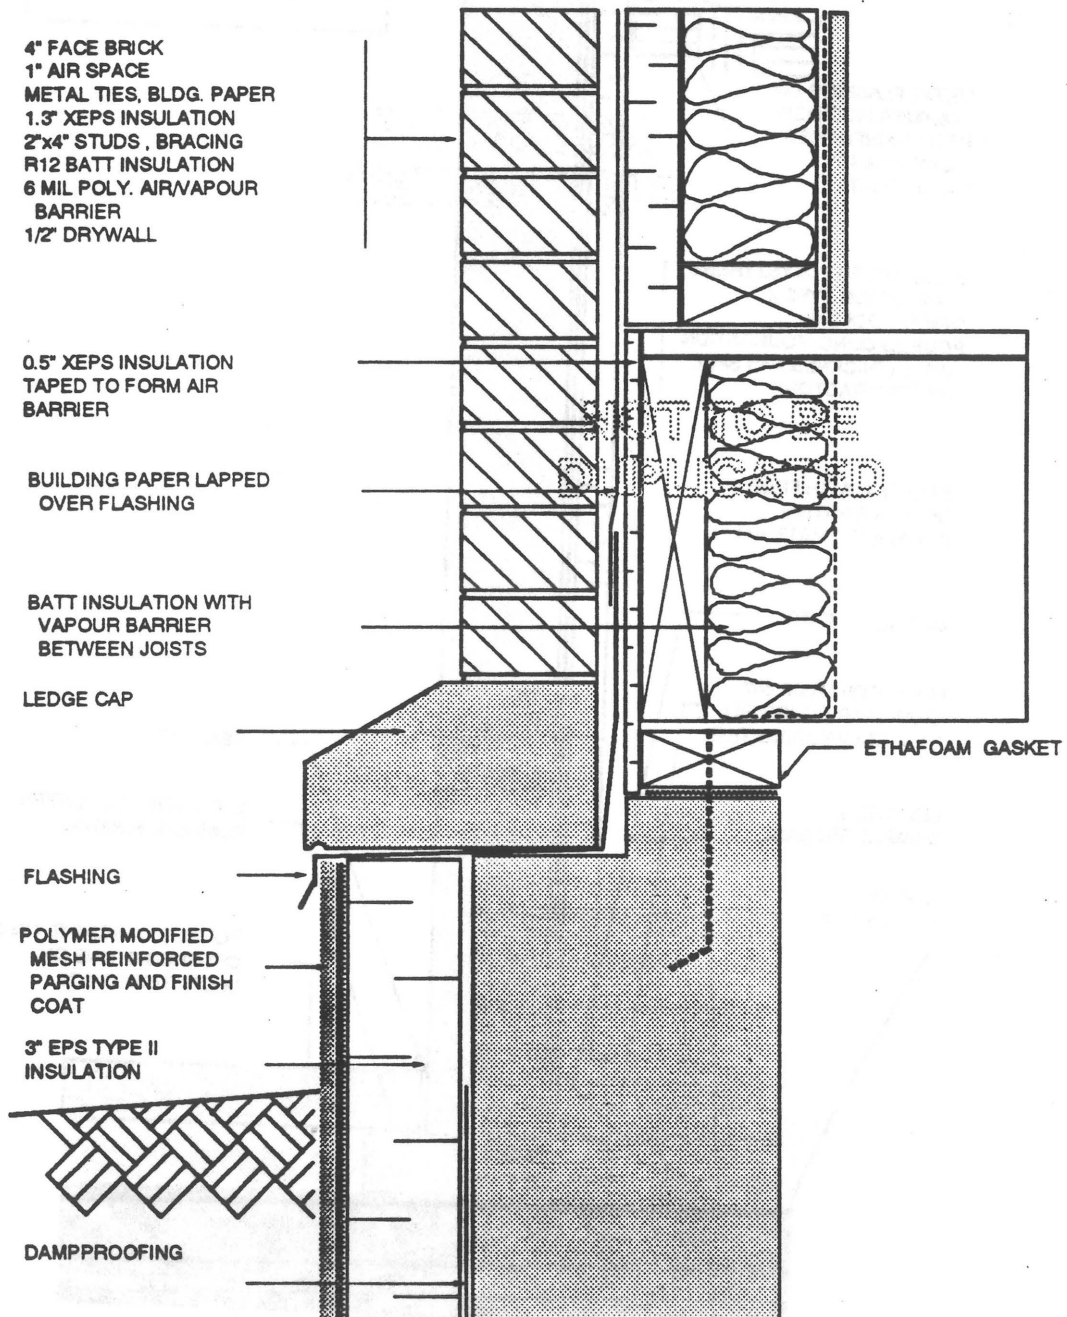 4" FACE BRICK
1" AIR SPACE
METAL TIES, BLDG. PAPER
1.3" XEPS INSULATION
2"x4" STUDS , BRACING
R12 BATT INSULATION
6 MIL POLY. AIR/VAPOUR
BARRIER
1/2" DRYWALL
0.5" XEPS INSULATION
TAPED TO FORM AIR
BARRIER
NOT TO BE
DUPLICATED
BUILDING PAPER LAPPED
OVER FLASHING
BATT INSULATION WITH
VAPOUR BARRIER
BETWEEN JOISTS
LEDGE CAP
ETHAFOAM GASKET
FLASHING
POLYMER MODIFIED
MESH REINFORCED
PARGING AND FINISH
COAT
3" EPS TYPE II
INSULATION
DAMPPROOFING